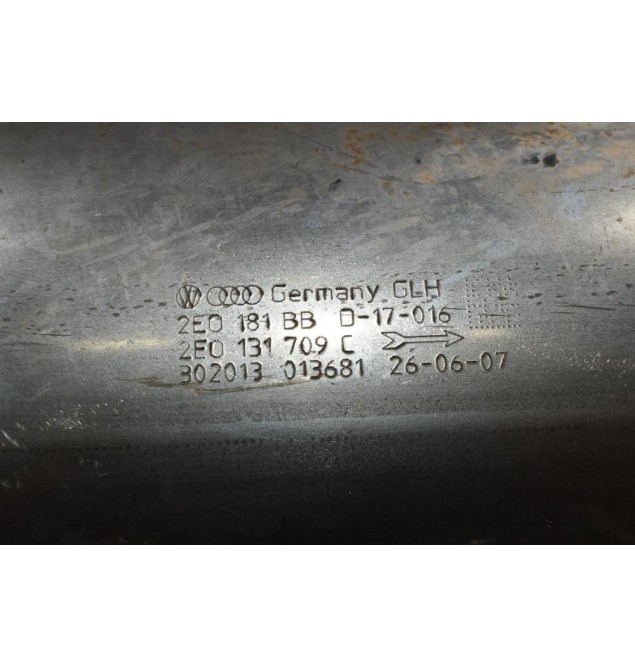 Germany GLH
2E0 181 BB D-17-016
2E0 131 709 C
302013 013681 26-06-07